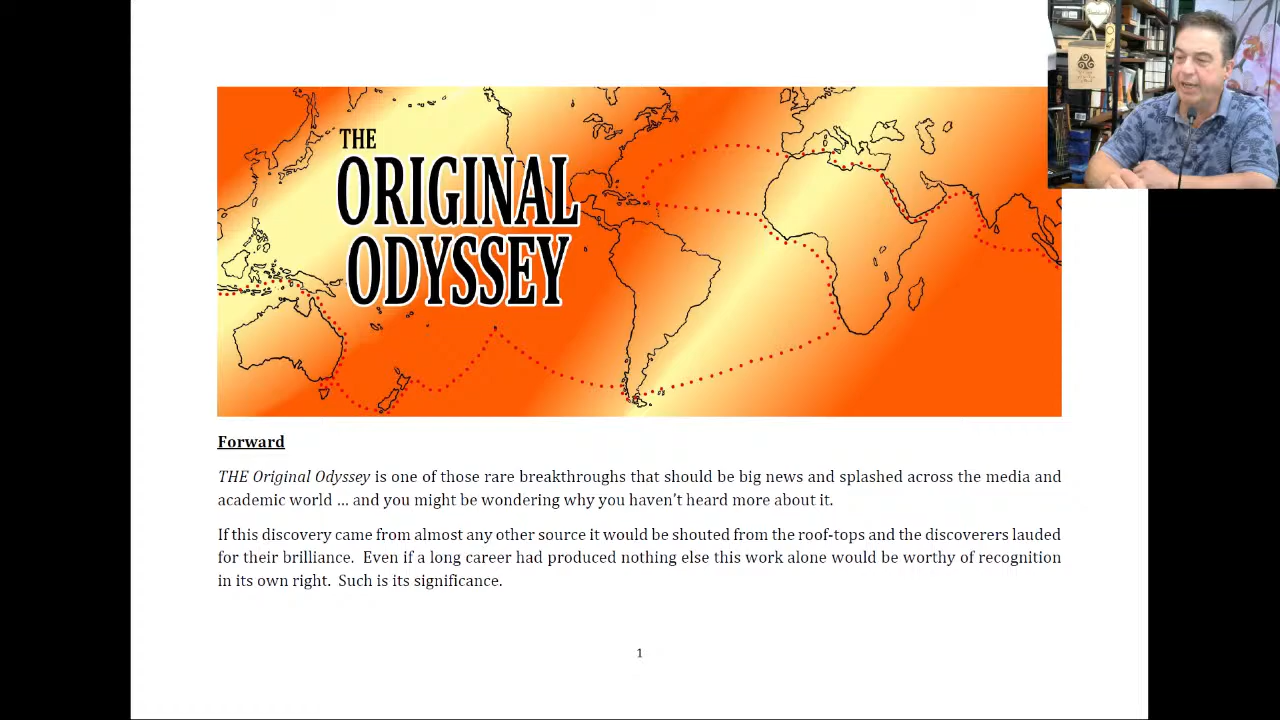 THE
ORIGINAL
ODYSSEY
Forward
THE Original Odyssey is one of those rare breakthroughs that should be big news and splashed across the media and
academic world ... and you might be wondering why you haven't heard more about it.
If this discovery came from almost any other source it would be shouted from the roof-tops and the discoverers lauded
for their brilliance. Even if a long career had produced nothing else this work alone would be worthy of recognition
in its own right. Such is its significance.
1